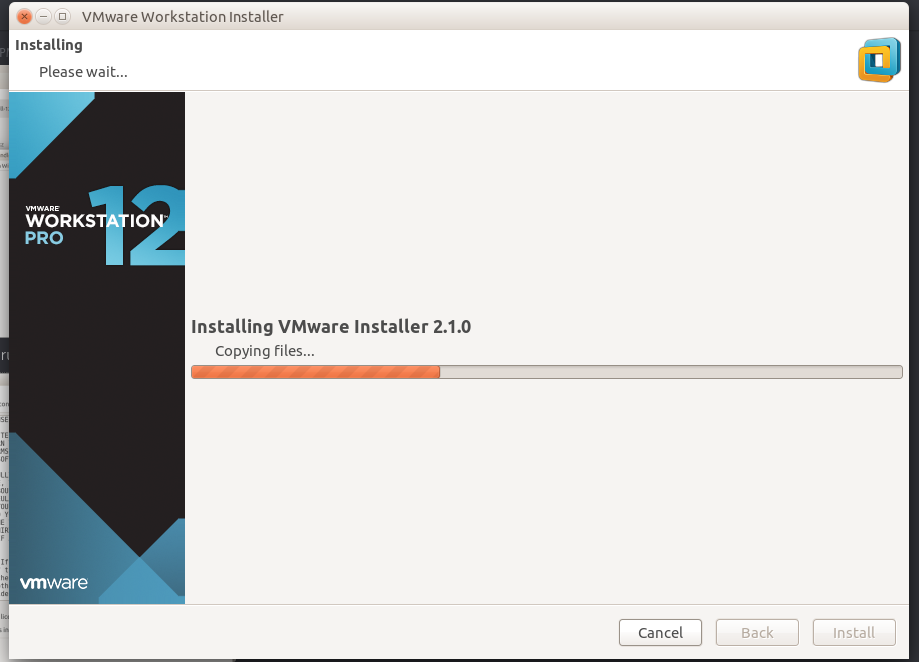 VMware Workstation Installer
Installing
Please wait...
VMWARE
WORKSTATION™
PRO
12
Installing VMware Installer 2.1.0
Copying files...
vmware
Cancel
Back
Install